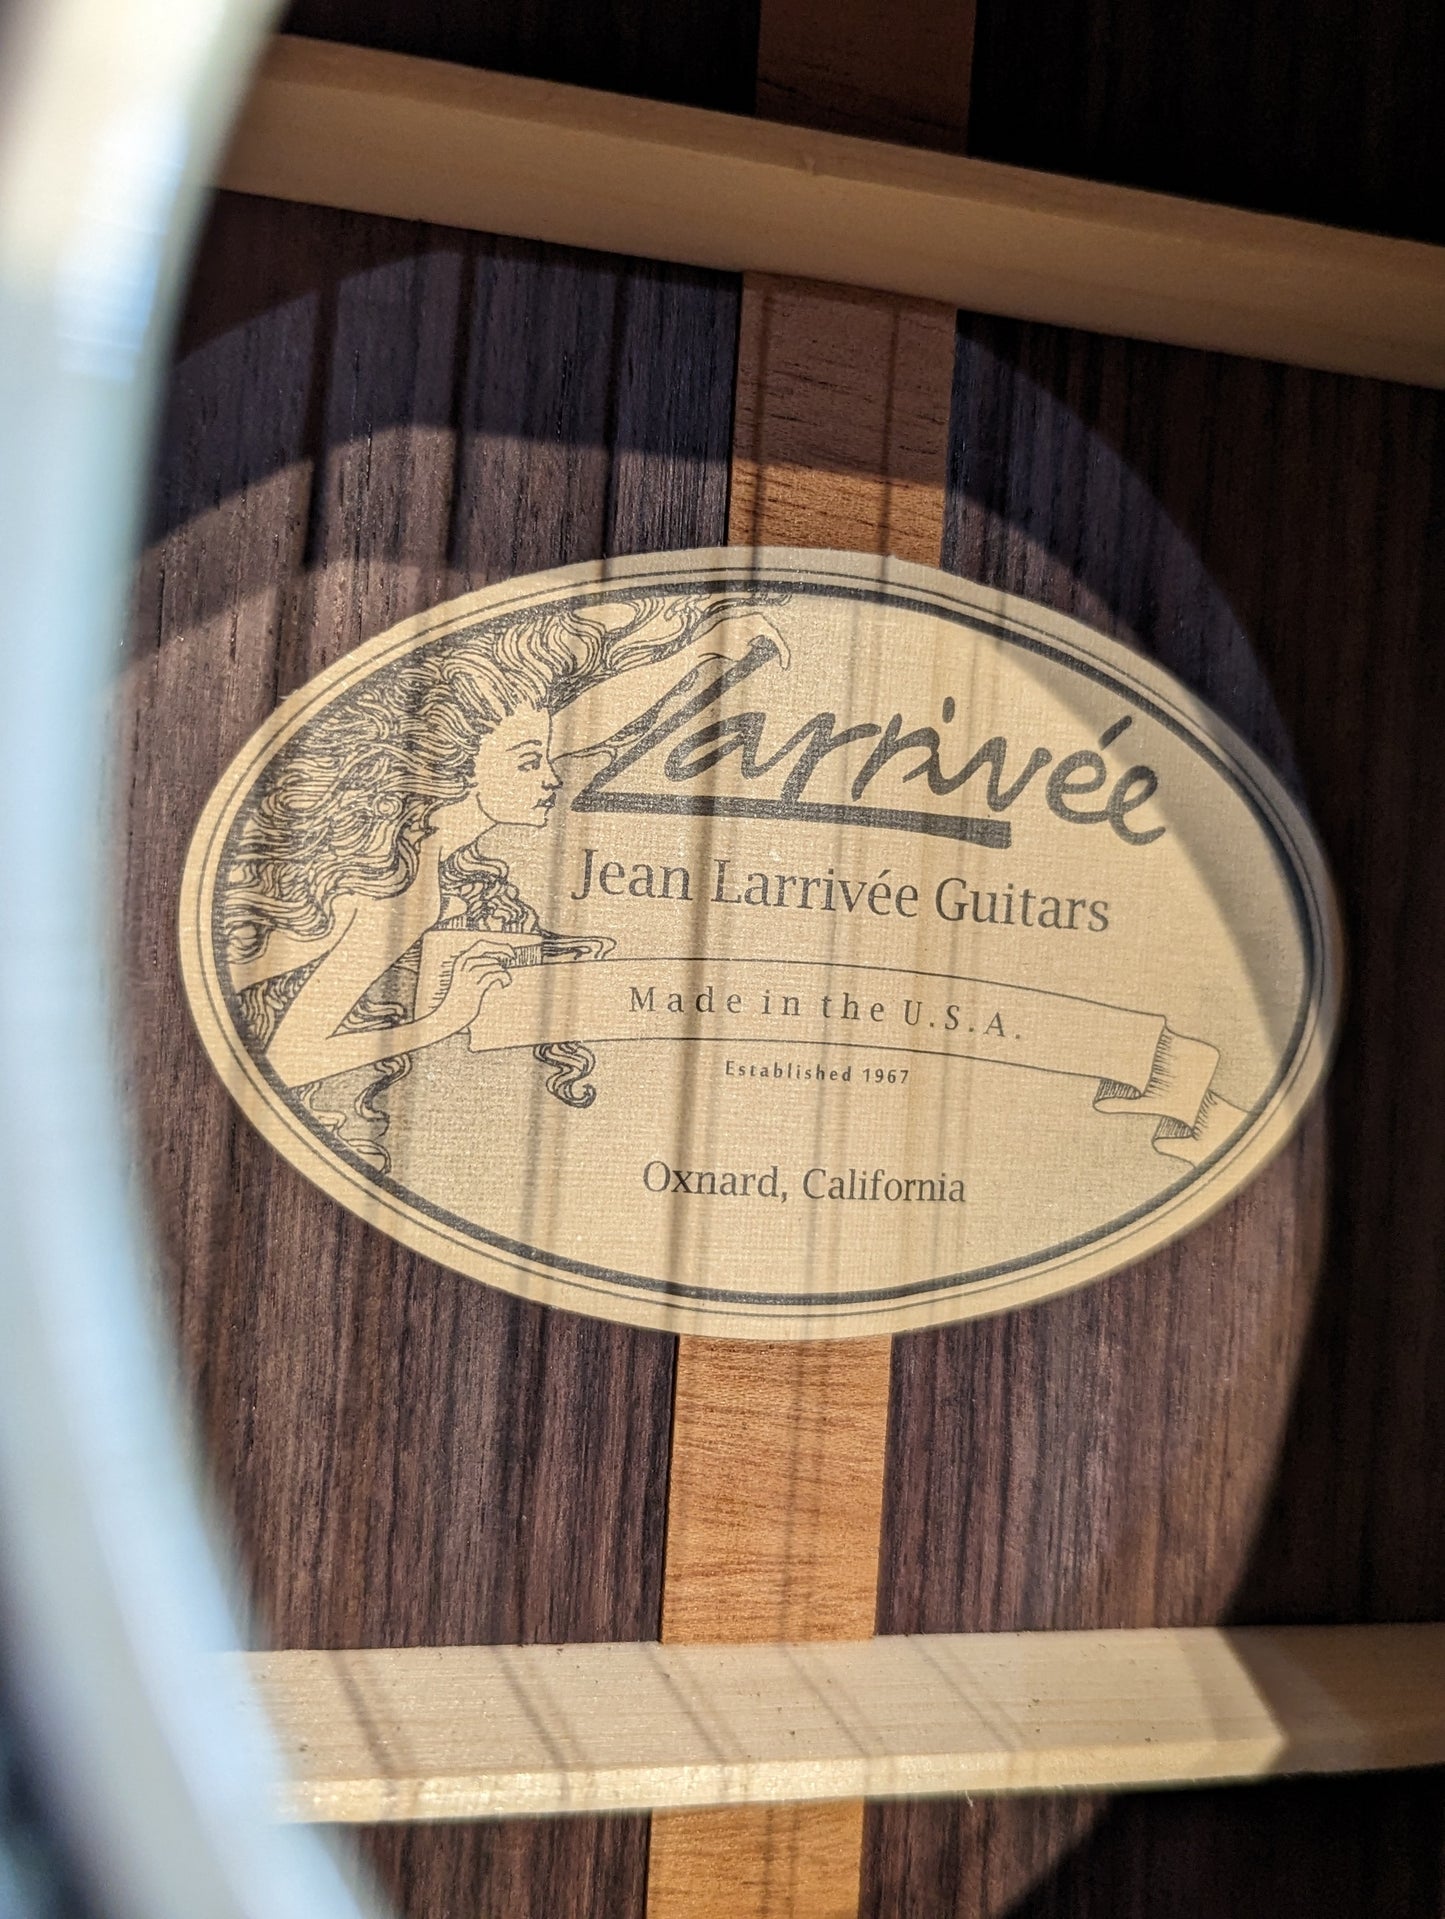 Larrivée
Jean Larrivée Guitars
Made in the U.S.A.
Established 1967
Oxnard, California